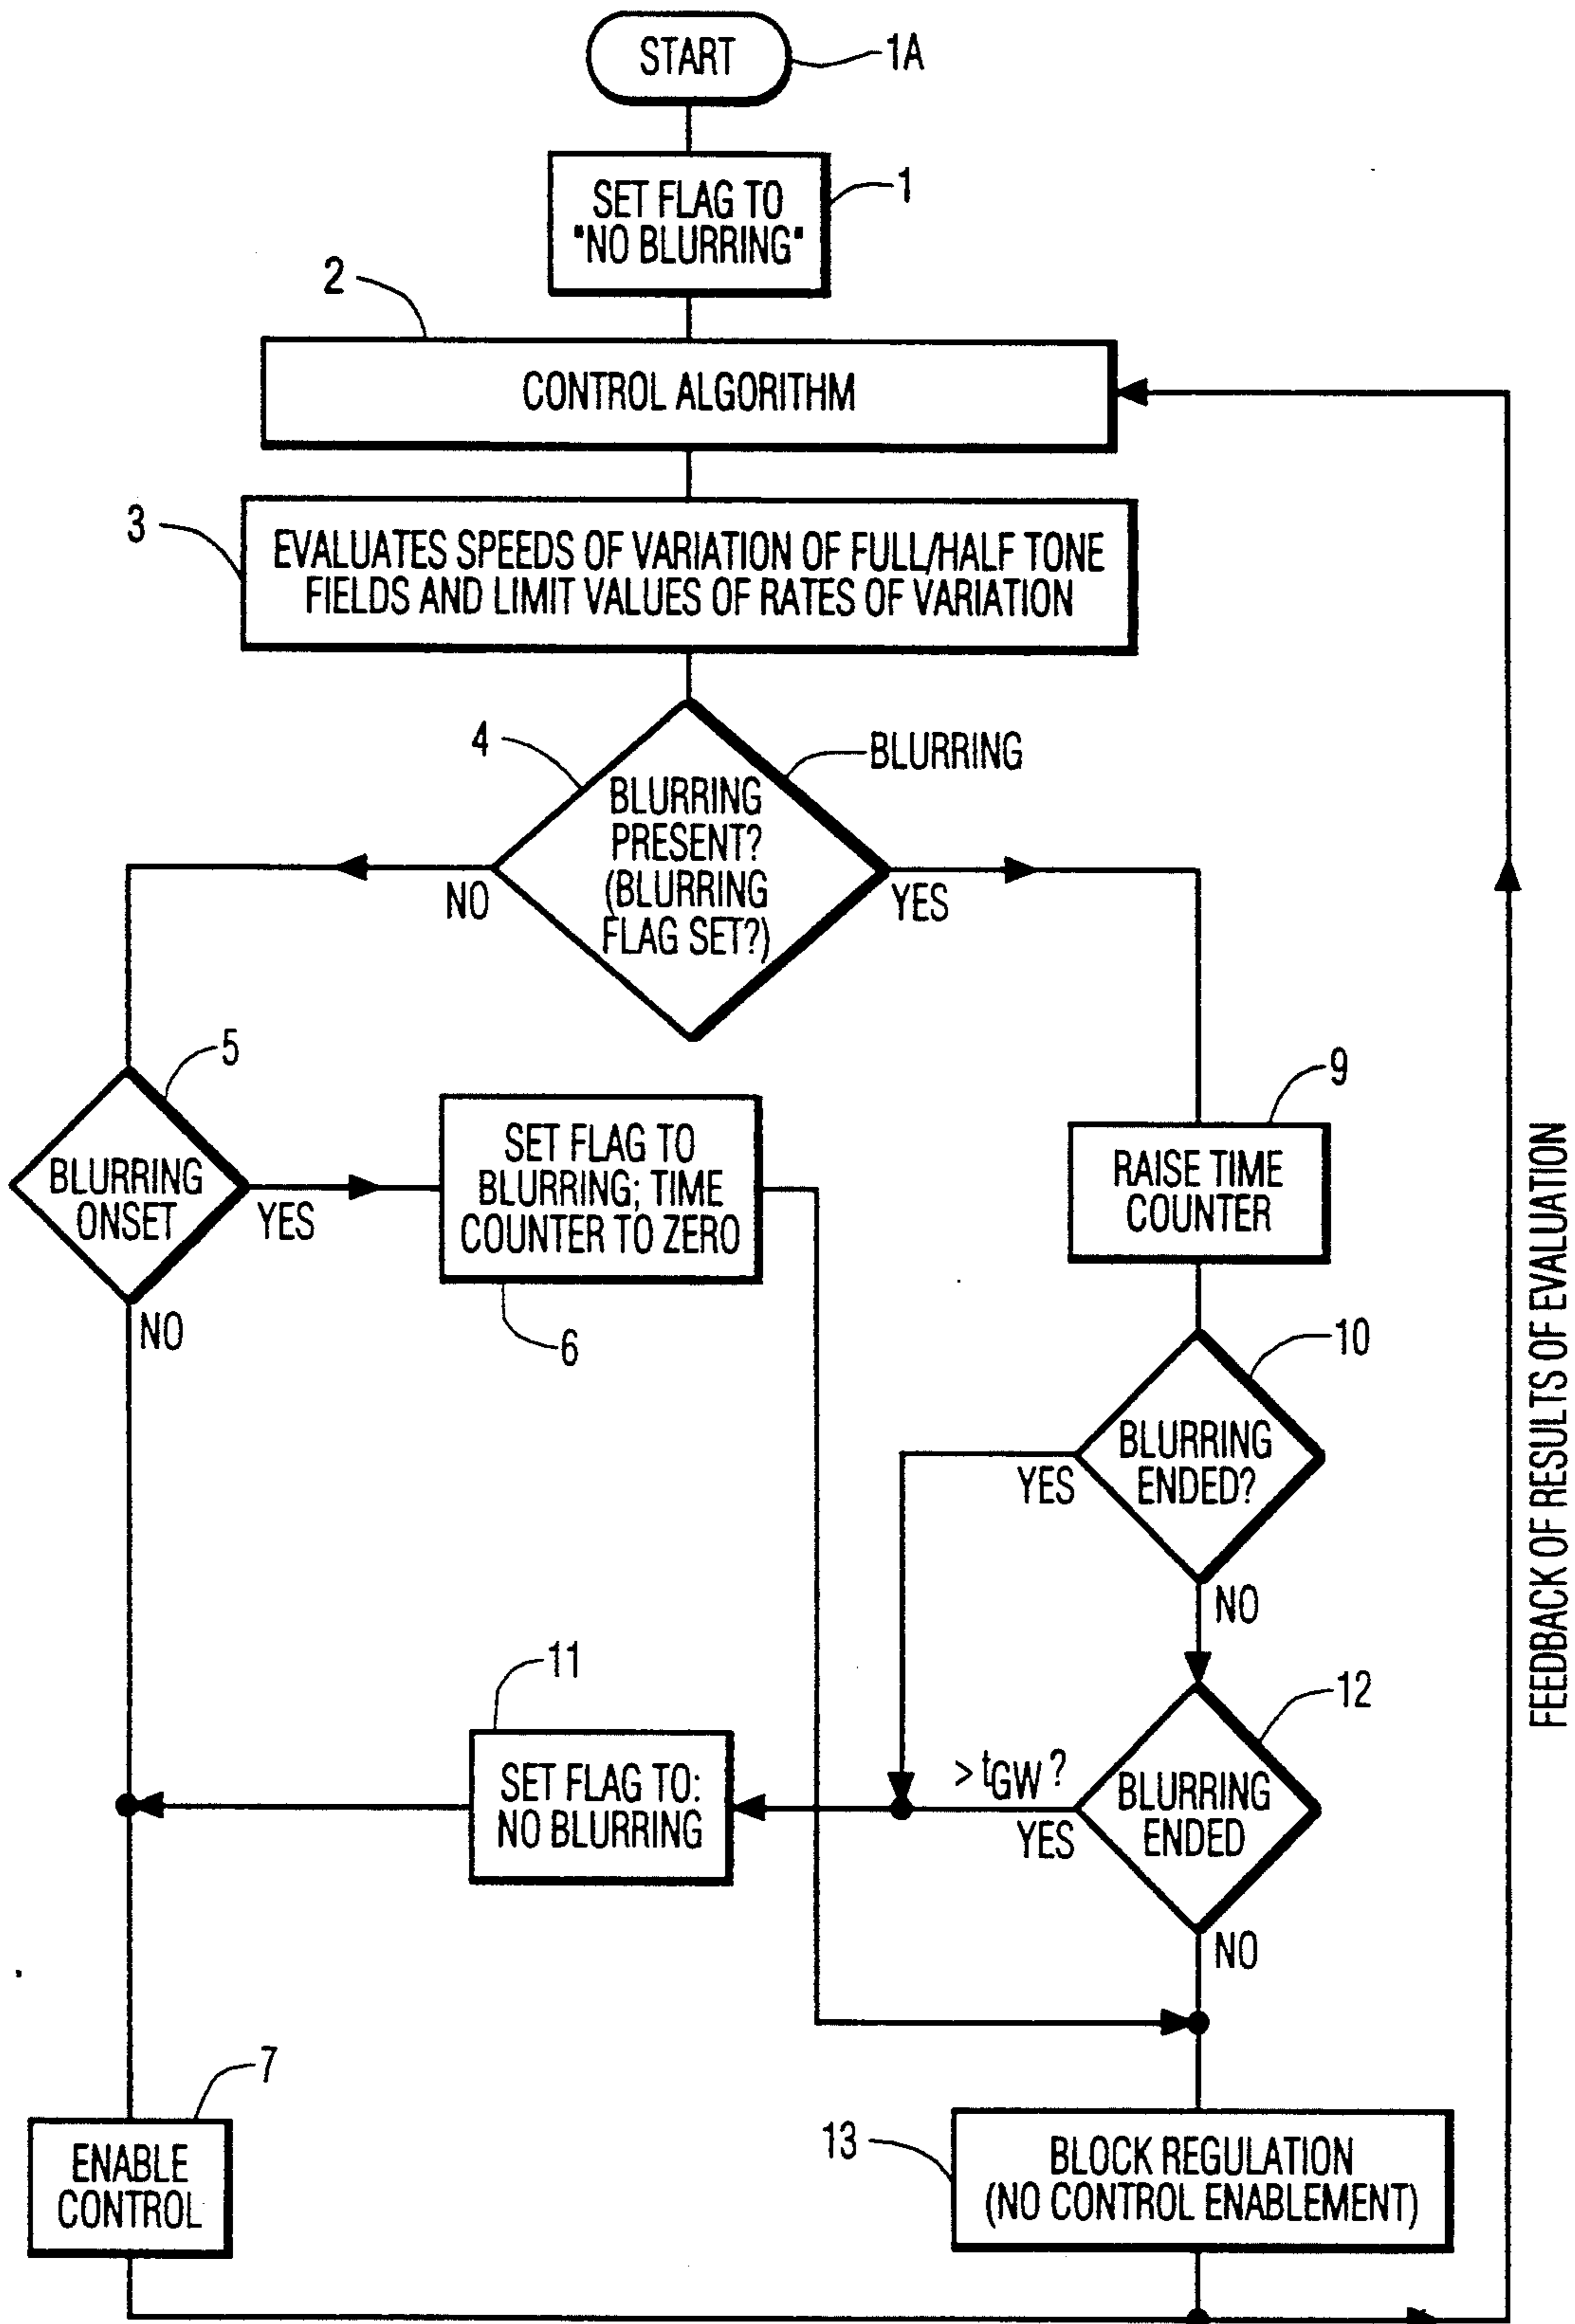 START
1A
SET FLAG TO
"NO BLURRING"
1
2
CONTROL ALGORITHM
3
EVALUATES SPEEDS OF VARIATION OF FULL/HALF TONE
FIELDS AND LIMIT VALUES OF RATES OF VARIATION
4
BLURRING
BLURRING
PRESENT?
(BLURRING
FLAG SET?)
NO
YES
5
BLURRING
ONSET
YES
NO
SET FLAG TO
BLURRING; TIME
COUNTER TO ZERO
6
9
RAISE TIME
COUNTER
10
BLURRING
ENDED?
YES
NO
11
SET FLAG TO:
NO BLURRING
12
>tGW?
BLURRING
ENDED
YES
NO
7
ENABLE
CONTROL
13
BLOCK REGULATION
(NO CONTROL ENABLEMENT)
FEEDBACK OF RESULTS OF EVALUATION